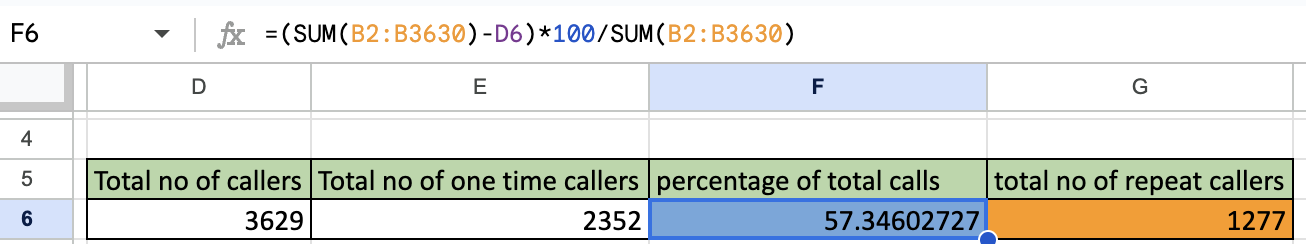 F6 fx =(SUM(B2:B3630)-D6)*100/SUM(B2:B3630)
D E F G
4
5 Total no of callers Total no of one time callers percentage of total calls total no of repeat callers
6 3629 2352 57.34602727 1277